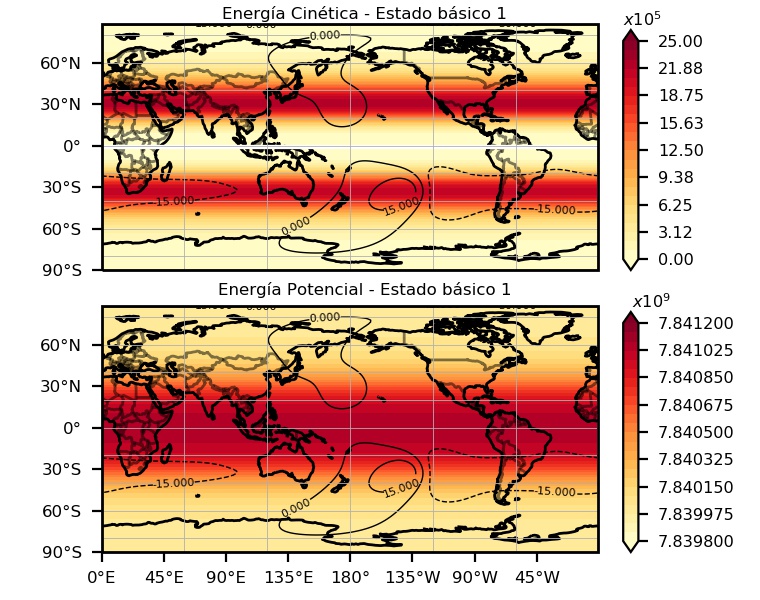 Energía Cinética - Estado básico 1
x10⁵
0.000
60°N
30°N
0°
30°S
60°S
90°S
-15.000
0.000
15.000
-15.000
25.00
21.88
18.75
15.63
12.50
9.38
6.25
3.12
0.00
Energía Potencial - Estado básico 1
x10⁹
0.000
60°N
30°N
0°
30°S
60°S
90°S
-15.000
0.000
15.000
-15.000
7.841200
7.841025
7.840850
7.840675
7.840500
7.840325
7.840150
7.839975
7.839800
0°E 45°E 90°E 135°E 180° 135°W 90°W 45°W